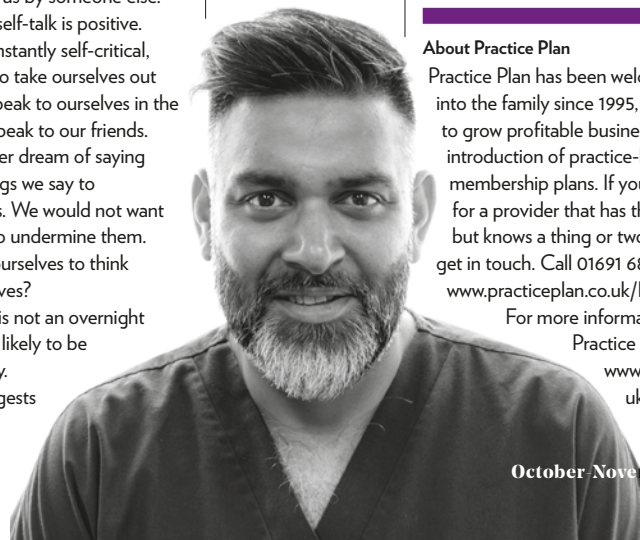 us by someone else.
self-talk is positive.
nstantly self-critical,
o take ourselves out
peak to ourselves in the
peak to our friends.
er dream of saying
gs we say to
s. We would not want
o undermine them.
ourselves to think
ves?
is not an overnight
likely to be
y.
gests
About Practice Plan
Practice Plan has been welc
into the family since 1995,
to grow profitable busine
introduction of practice-
membership plans. If you
for a provider that has th
but knows a thing or two
get in touch. Call 01691 68
www.practiceplan.co.uk/
For more informa
Practice
www
uk
October-Nove